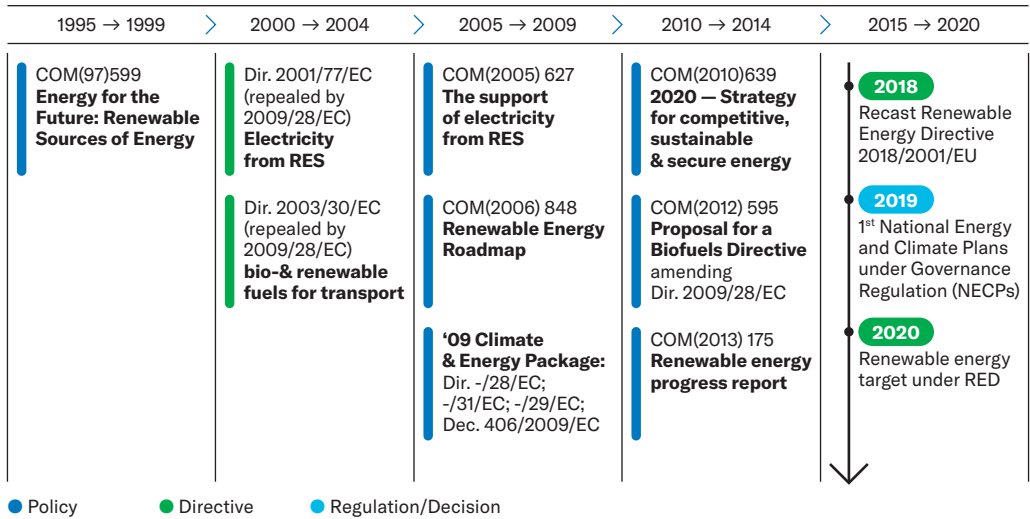 1995 → 1999
2000 → 2004
2005 → 2009
2010 → 2014
2015 → 2020
COM(97)599
Energy for the
Future: Renewable
Sources of Energy
Dir. 2001/77/EC
(repealed by
2009/28/EC)
Electricity
from RES
Dir. 2003/30/EC
(repealed by
2009/28/EC)
bio-& renewable
fuels for transport
COM(2005) 627
The support
of electricity
from RES
COM(2006) 848
Renewable Energy
Roadmap
‘09 Climate
& Energy Package:
Dir. -/28/EC;
-/31/EC; -/29/EC;
Dec. 406/2009/EC
COM(2010)639
2020 — Strategy
for competitive,
sustainable
& secure energy
COM(2012) 595
Proposal for a
Biofuels Directive
amending
Dir. 2009/28/EC
COM(2013) 175
Renewable energy
progress report
2018
Recast Renewable
Energy Directive
2018/2001/EU
2019
1st National Energy
and Climate Plans
under Governance
Regulation (NECPs)
2020
Renewable energy
target under RED
Policy
Directive
Regulation/Decision